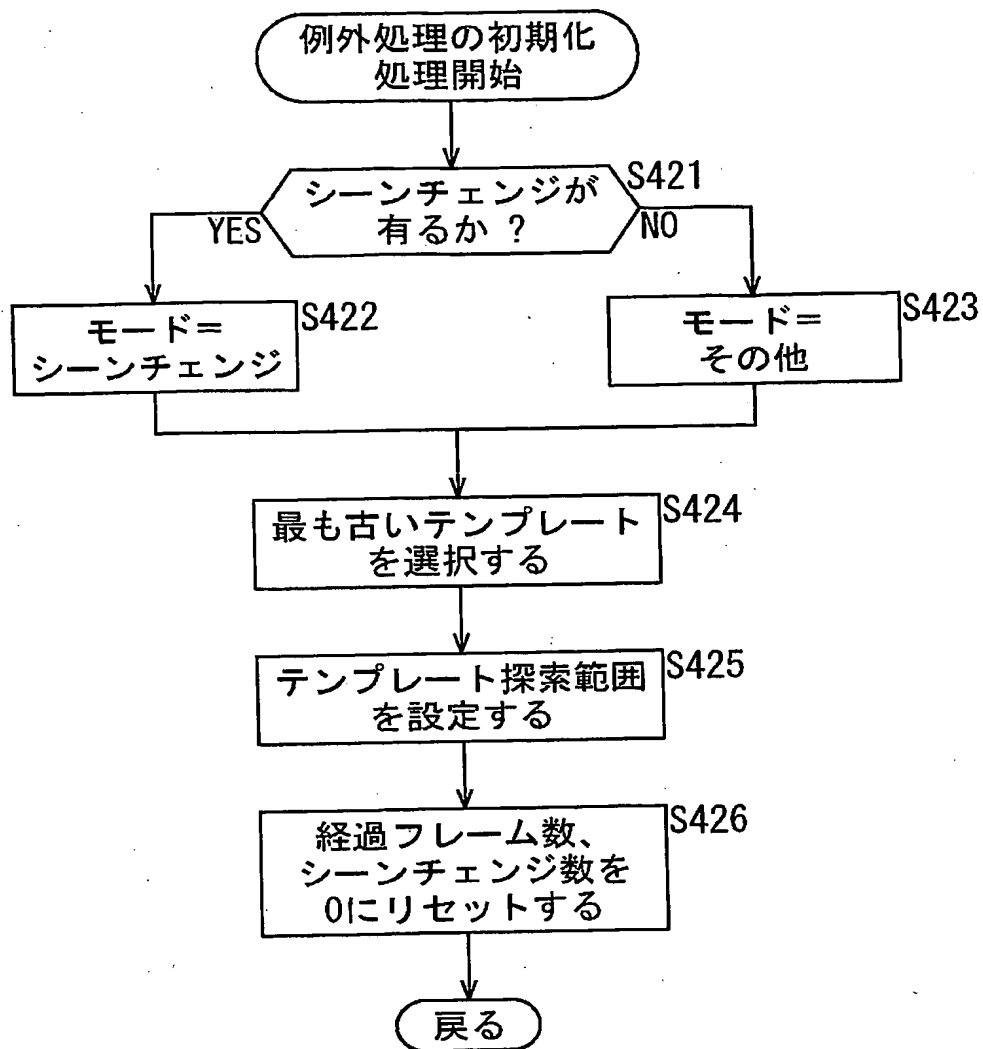 例外処理の初期化
処理開始
シーンチェンジが
有るか ?
S421
YES
NO
モード=
シーンチェンジ
S422
モード=
その他
S423
最も古いテンプレート
を選択する
S424
テンプレート探索範囲
を設定する
S425
経過フレーム数、
シーンチェンジ数を
0にリセットする
S426
戻る